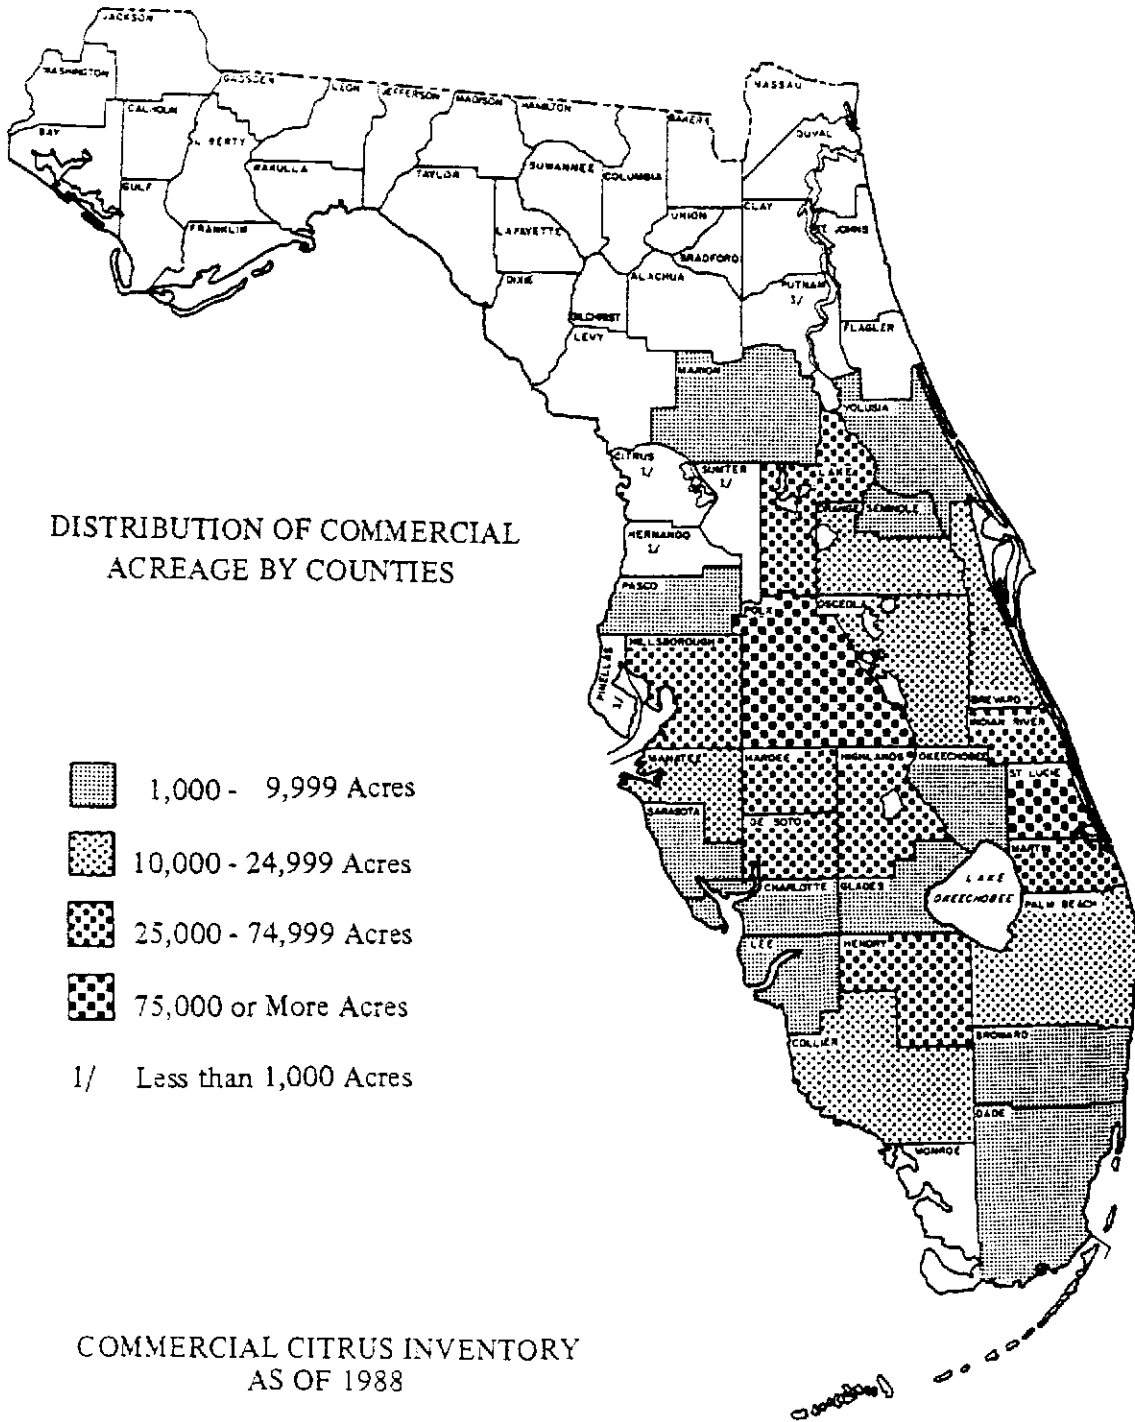 JACKSON
WASHINGTON
GADSDEN
LEON
JEFFERSON
MADISON
HAMILTON
NASSAU
CALHOUN
BAKER
DUVAL
BAY
LIBERTY
SUWANNEE
WAKULLA
TAYLOR
COLUMBIA
GULF
UNION
CLAY
FRANKLIN
LAFAYETTE
ST. JOHNS
BRADFORD
DIXIE
ALACHUA
PUTNAM
1/
GILCHRIST
FLAGLER
LEVY
MARION
VOLUSIA
CITRUS
1/
SUMTER
1/
LAKE
ORANGE
SEMINOLE
DISTRIBUTION OF COMMERCIAL
ACREAGE BY COUNTIES
HERNANDO
1/
PASCO
POLK
OSCEOLA
HILLSBOROUGH
PINELLAS
1/
BREVARD
INDIAN RIVER
MANATEE
HARDEE
HIGHLANDS
OKEECHOBEE
ST LUCIE
1,000 - 9,999 Acres
SARASOTA
DE SOTO
10,000 - 24,999 Acres
MARTIN
CHARLOTTE
GLADES
LAKE
OKEECHOBEE
PALM BEACH
25,000 - 74,999 Acres
LEE
HENDRY
75,000 or More Acres
COLLIER
BROWARD
1/ Less than 1,000 Acres
DADE
MONROE
COMMERCIAL CITRUS INVENTORY
AS OF 1988